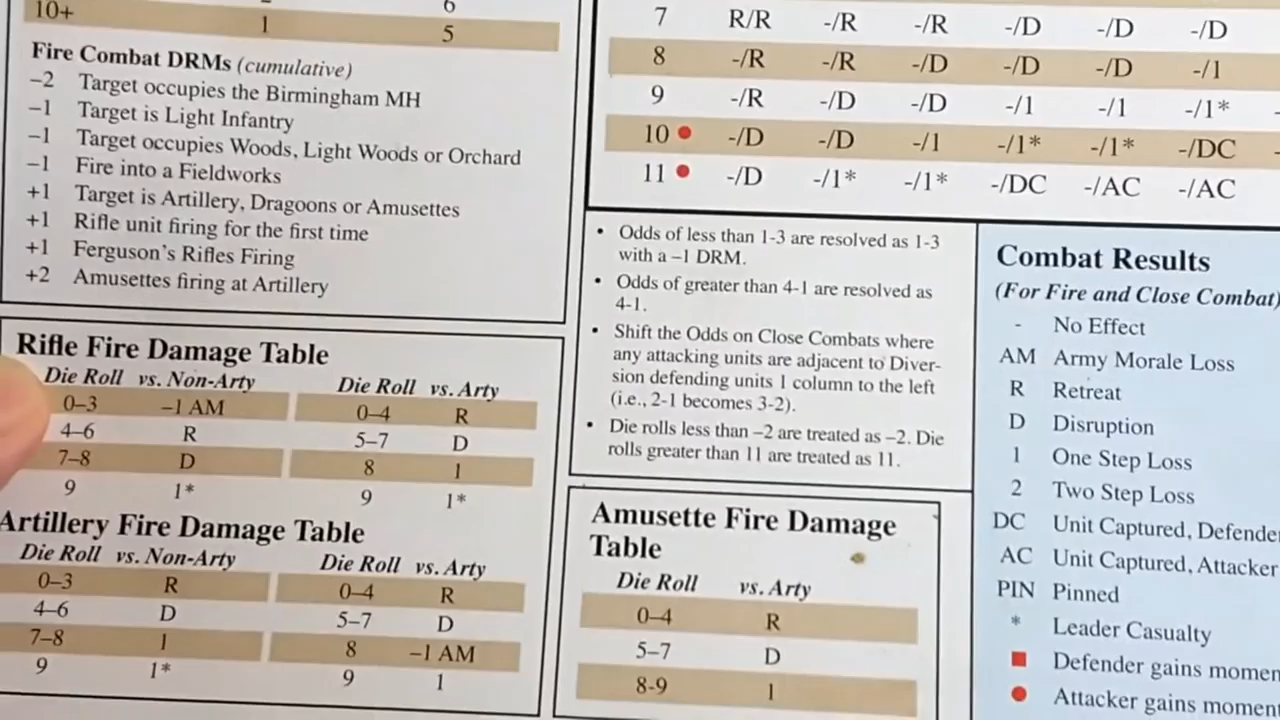 10+ 1 5
6
Fire Combat DRMs (cumulative)
–2 Target occupies the Birmingham MH
–1 Target is Light Infantry
–1 Target occupies Woods, Light Woods or Orchard
–1 Fire into a Fieldworks
+1 Target is Artillery, Dragoons or Amusettes
+1 Rifle unit firing for the first time
+1 Ferguson's Rifles Firing
+2 Amusettes firing at Artillery
Rifle Fire Damage Table
Die Roll vs. Non-Arty Die Roll vs. Arty
0–3 –1 AM 0–4 R
4–6 R 5–7 D
7–8 D 8 1
9 1* 9 1*
Artillery Fire Damage Table
Die Roll vs. Non-Arty Die Roll vs. Arty
0–3 R 0–4 R
4–6 D 5–7 D
7–8 1 8 –1 AM
9 1* 9 1
7 R/R -/R -/R -/D -/D -/D
8 -/R -/R -/D -/D -/D -/1
9 -/R -/D -/D -/1 -/1 -/1*
10 -/D -/D -/1 -/1* -/1* -/DC
11 -/D -/1* -/1* -/DC -/AC -/AC
• Odds of less than 1-3 are resolved as 1-3
with a –1 DRM.
• Odds of greater than 4-1 are resolved as
4-1.
• Shift the Odds on Close Combats where
any attacking units are adjacent to Diver-
sion defending units 1 column to the left
(i.e., 2-1 becomes 3-2).
• Die rolls less than –2 are treated as –2. Die
rolls greater than 11 are treated as 11.
Amusette Fire Damage
Table
Die Roll vs. Arty
0–4 R
5–7 D
8-9 1
Combat Results
(For Fire and Close Combat)
- No Effect
AM Army Morale Loss
R Retreat
D Disruption
1 One Step Loss
2 Two Step Loss
DC Unit Captured, Defender
AC Unit Captured, Attacker
PIN Pinned
* Leader Casualty
Defender gains momen
Attacker gains momen